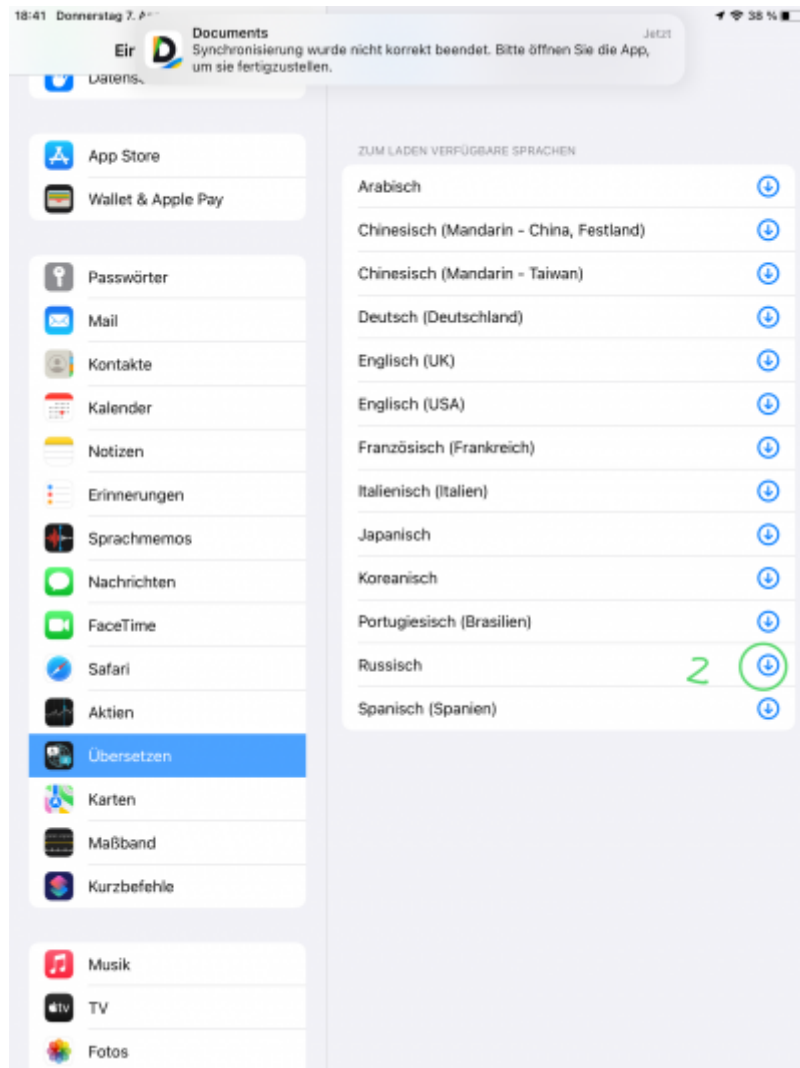 18:41 Donnerstag 7. Ap
38 %
Documents
Jetzt
Synchronisierung wurde nicht korrekt beendet. Bitte öffnen Sie die App,
um sie fertigzustellen.
Ein
Datens
App Store
Wallet & Apple Pay
Passwörter
Mail
Kontakte
Kalender
Notizen
Erinnerungen
Sprachmemos
Nachrichten
FaceTime
Safari
Aktien
Übersetzen
Karten
Maßband
Kurzbefehle
Musik
TV
Fotos
ZUM LADEN VERFÜGBARE SPRACHEN
Arabisch
Chinesisch (Mandarin – China, Festland)
Chinesisch (Mandarin – Taiwan)
Deutsch (Deutschland)
Englisch (UK)
Englisch (USA)
Französisch (Frankreich)
Italienisch (Italien)
Japanisch
Koreanisch
Portugiesisch (Brasilien)
Russisch 2
Spanisch (Spanien)